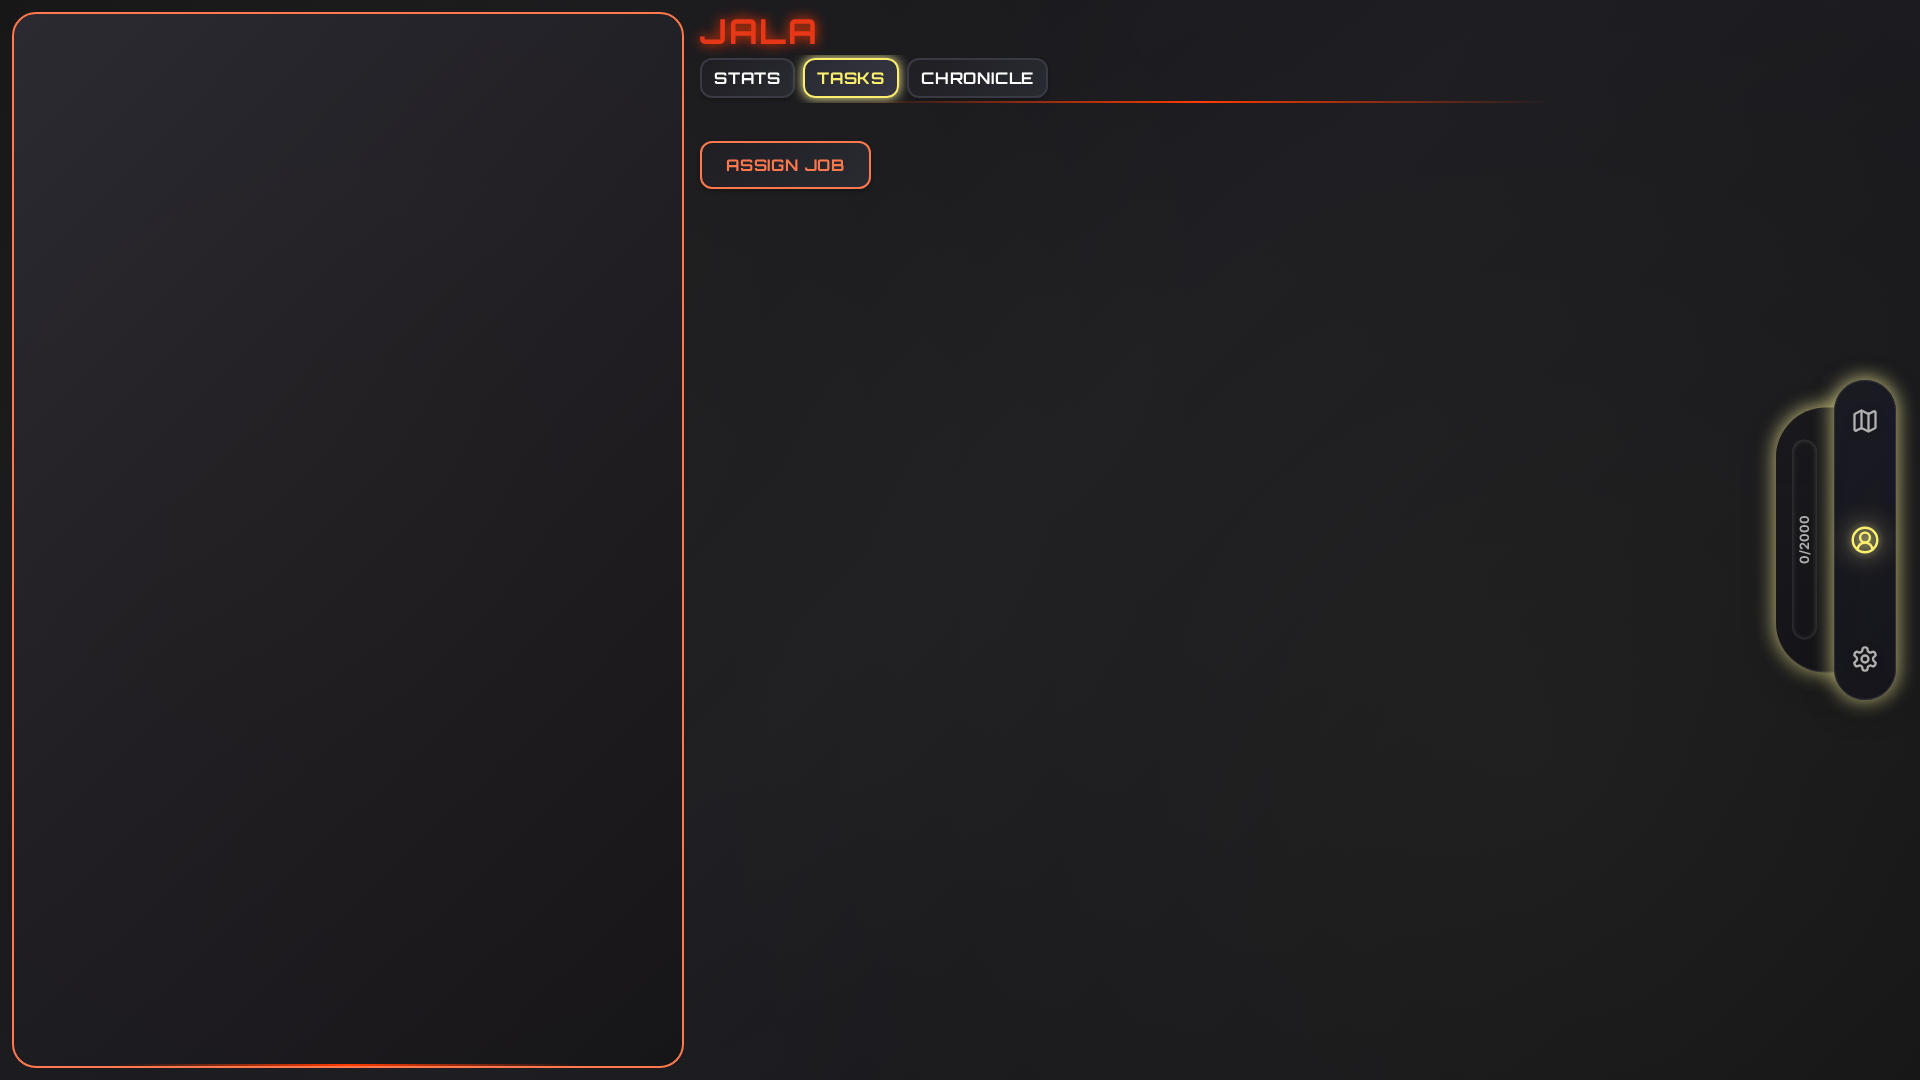 JALA
STATS
TASKS
CHRONICLE
ASSIGN JOB
0/2000